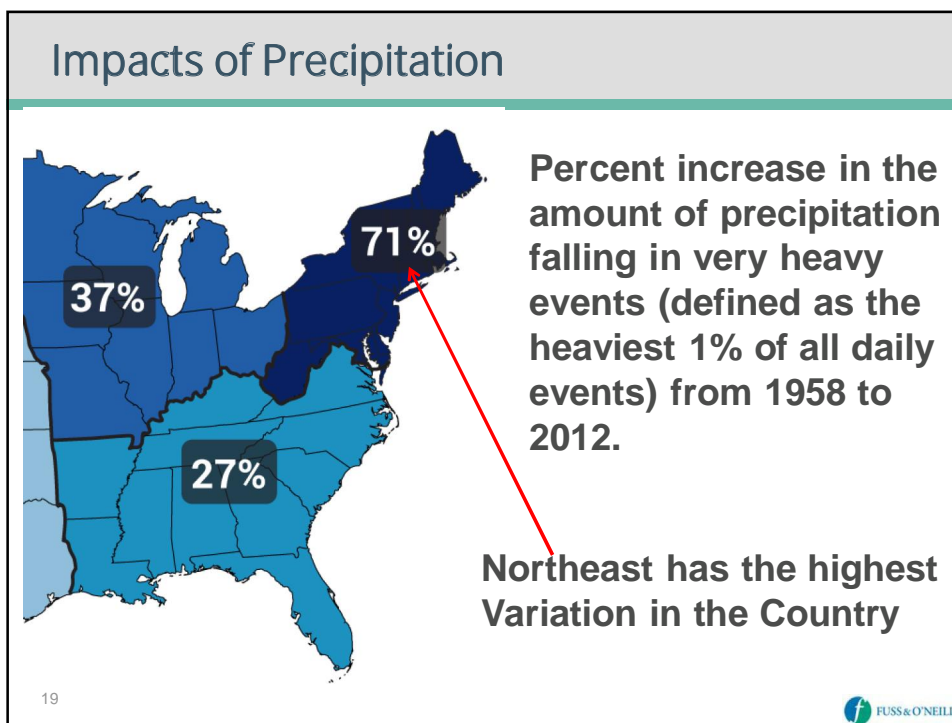 Impacts of Precipitation
71%
37%
27%
Percent increase in the
amount of precipitation
falling in very heavy
events (defined as the
heaviest 1% of all daily
events) from 1958 to
2012.
Northeast has the highest
Variation in the Country
19
f FUSS & O'NEILL